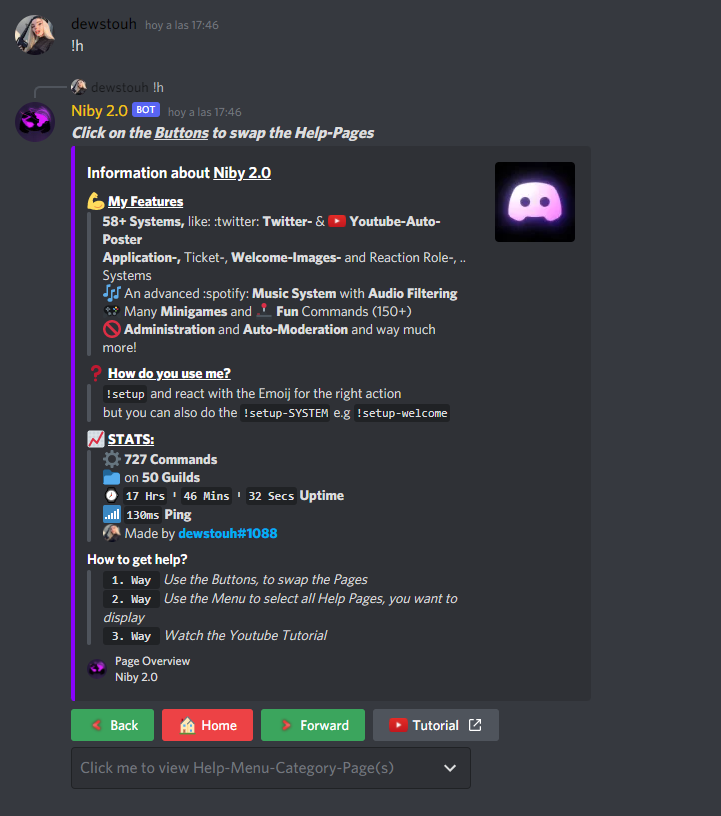 dewstouh hoy a las 17:46
!h
dewstouh !h
Niby 2.0 BOT hoy a las 17:46
Click on the Buttons to swap the Help-Pages
Information about Niby 2.0
My Features
58+ Systems, like: :twitter: Twitter- & Youtube-Auto-
Poster
Application-, Ticket-, Welcome-Images- and Reaction Role-, ..
Systems
An advanced :spotify: Music System with Audio Filtering
Many Minigames and Fun Commands (150+)
Administration and Auto-Moderation and way much
more!
How do you use me?
!setup and react with the Emoij for the right action
but you can also do the !setup-SYSTEM e.g !setup-welcome
STATS:
727 Commands
on 50 Guilds
17 Hrs ' 46 Mins ' 32 Secs Uptime
130ms Ping
Made by dewstouh#1088
How to get help?
1. Way Use the Buttons, to swap the Pages
2. Way Use the Menu to select all Help Pages, you want to
display
3. Way Watch the Youtube Tutorial
Page Overview
Niby 2.0
Back Home Forward Tutorial
Click me to view Help-Menu-Category-Page(s)